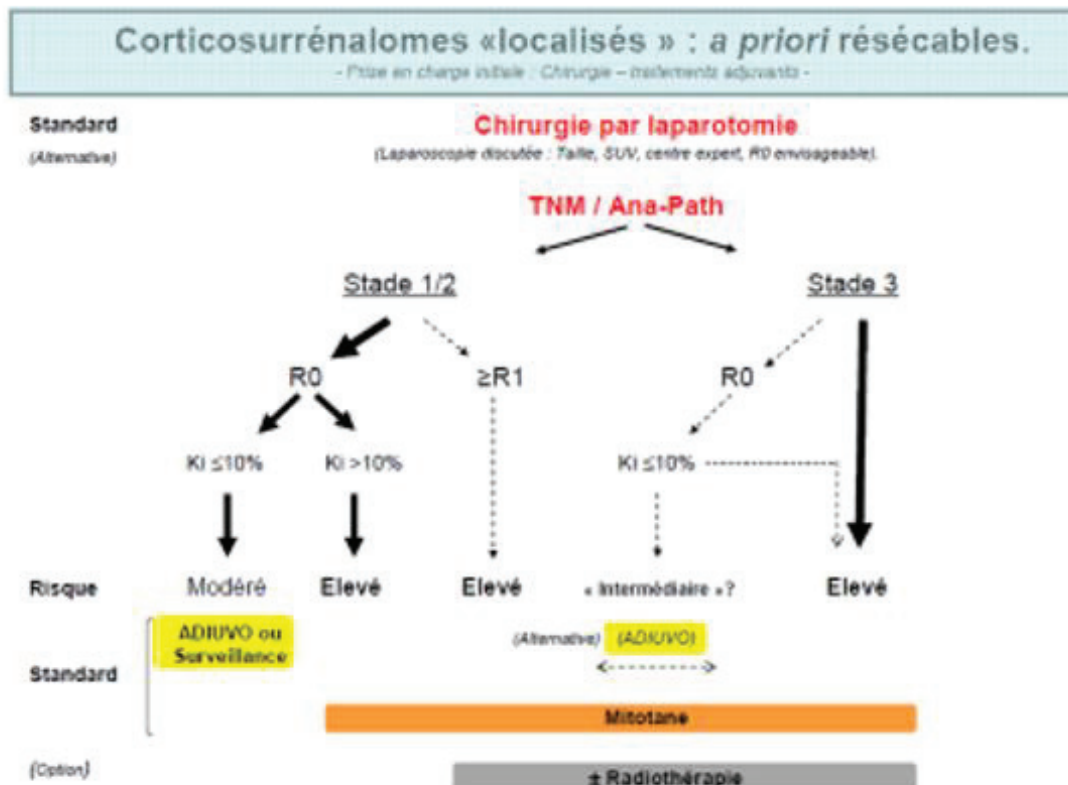 Corticosurrénalomes «localisés » : a priori résécables.
- Prise en charge initiale : Chirurgie – traitements adjuvants -
Standard
Chirurgie par laparotomie
(Alternative)
(Laparoscopie discutée : Taille, SUV, centre expert, R0 envisageable).
TNM / Ana-Path
Stade 1/2
Stade 3
R0
≥R1
R0
Ki ≤10%
Ki >10%
Ki ≤10%
Risque
Modéré
Elevé
Elevé
« Intermédiaire »?
Elevé
ADIUVO ou
Surveillance
(Alternative)
(ADIUVO)
Standard
Mitotane
(Option)
± Radiothérapie